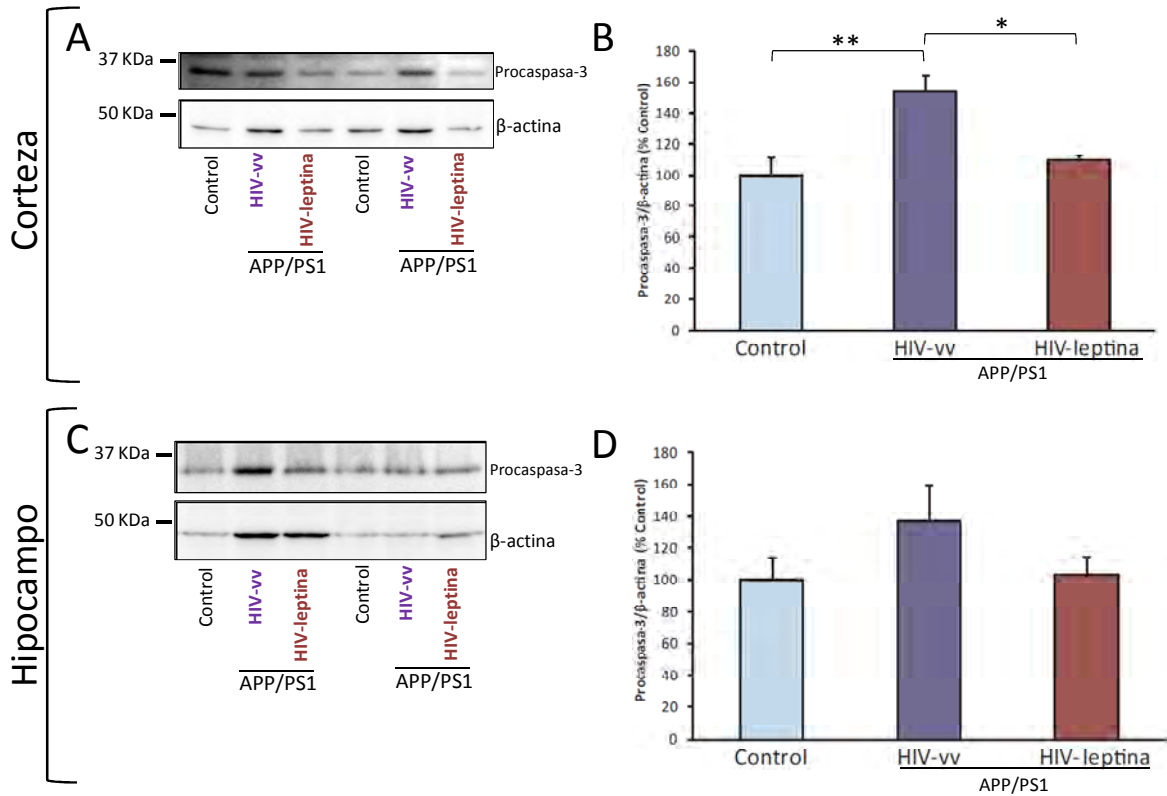 Corteza
A
37 KDa
Procaspasa-3
50 KDa
β-actina
Control
HIV-vv
HIV-leptina
Control
HIV-vv
HIV-leptina
APP/PS1
APP/PS1
B
**
*
Procaspasa-3/β-actina (% Control)
180
160
140
120
100
80
60
40
20
0
Control
HIV-vv
HIV-leptina
APP/PS1
Hipocampo
C
37 KDa
Procaspasa-3
50 KDa
β-actina
Control
HIV-vv
HIV-leptina
Control
HIV-vv
HIV-leptina
APP/PS1
APP/PS1
D
Procaspasa-3/β-actina (% Control)
180
160
140
120
100
80
60
40
20
0
Control
HIV-vv
HIV-leptina
APP/PS1